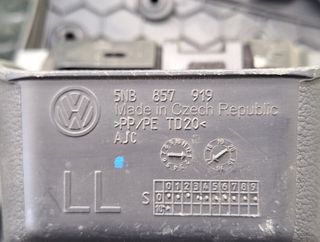 5NB 857 919
Made in Czech Republic
>PP/PE TD20<
AJC
LL
0 1 2 3 4 5 6 7 8 9
S 0